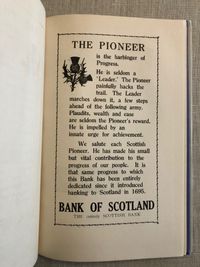 THE PIONEER
is the harbinger of
Progress.
He is seldom a
'Leader.' The Pioneer
painfully hacks the
trail. The Leader
marches down it, a few steps
ahead of the following army.
Plaudits, wealth and ease
are seldom the Pioneer's reward.
He is impelled by an
innate urge for achievement.
We salute each Scottish
Pioneer. He has made his small
but vital contribution to the
progress of our people. It is
that same progress to which
this Bank has been entirely
dedicated since it introduced
banking to Scotland in 1695.
BANK OF SCOTLAND
THE SCOTTISH BANK